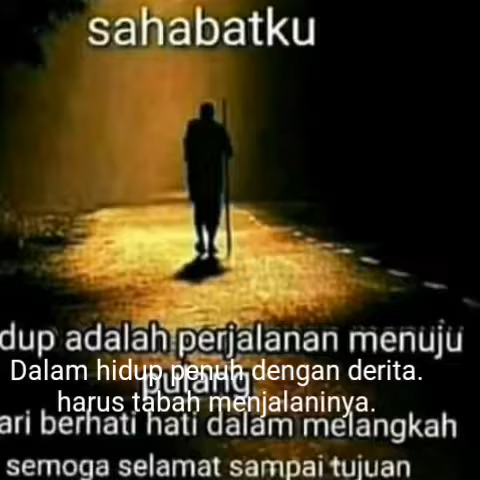 sahabatku
dup adalah perjalanan menuju
Dalam hidup penuh dengan derita.
pulang
harus tabah menjalaninya.
ari berhati hati dalam melangkah
semoga selamat sampai tujuan